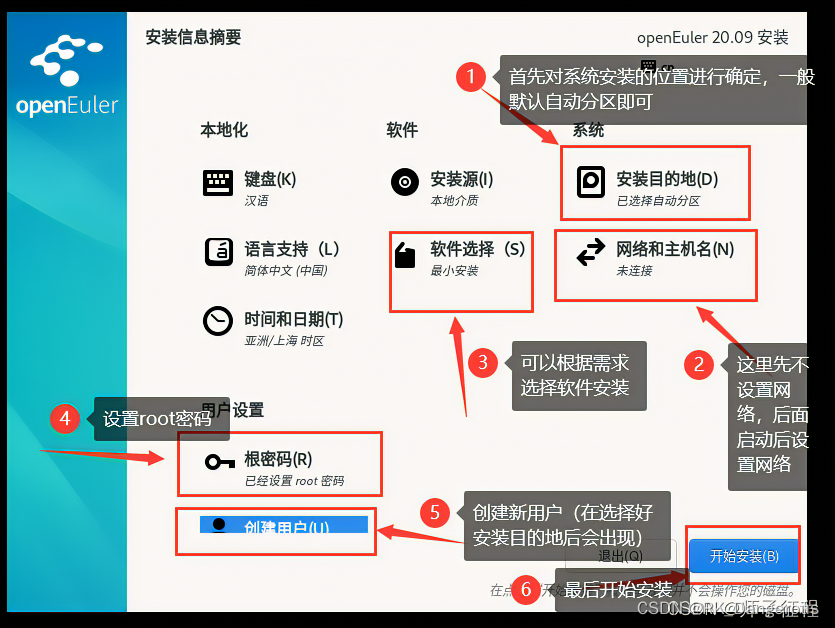 安装信息摘要
openEuler 20.09 安装
openEuler
cn
1
首先对系统安装的位置进行确定，一般
默认自动分区即可
本地化
软件
系统
键盘(K)
汉语
安装源(I)
本地介质
安装目的地(D)
已选择自动分区
语言支持（L）
简体中文 (中国)
软件选择（S）
最小安装
网络和主机名(N)
未连接
时间和日期(T)
亚洲/上海 时区
3
可以根据需求
选择软件安装
2
这里先不
设置网
络，后面
启动后设
置网络
用户设置
4
设置root密码
根密码(R)
已经设置 root 密码
创建用户(U)
5
创建新用户（在选择好
安装目的地后会出现）
退出(Q)
开始安装(B)
6
最后开始安装
不会操作您的磁盘。